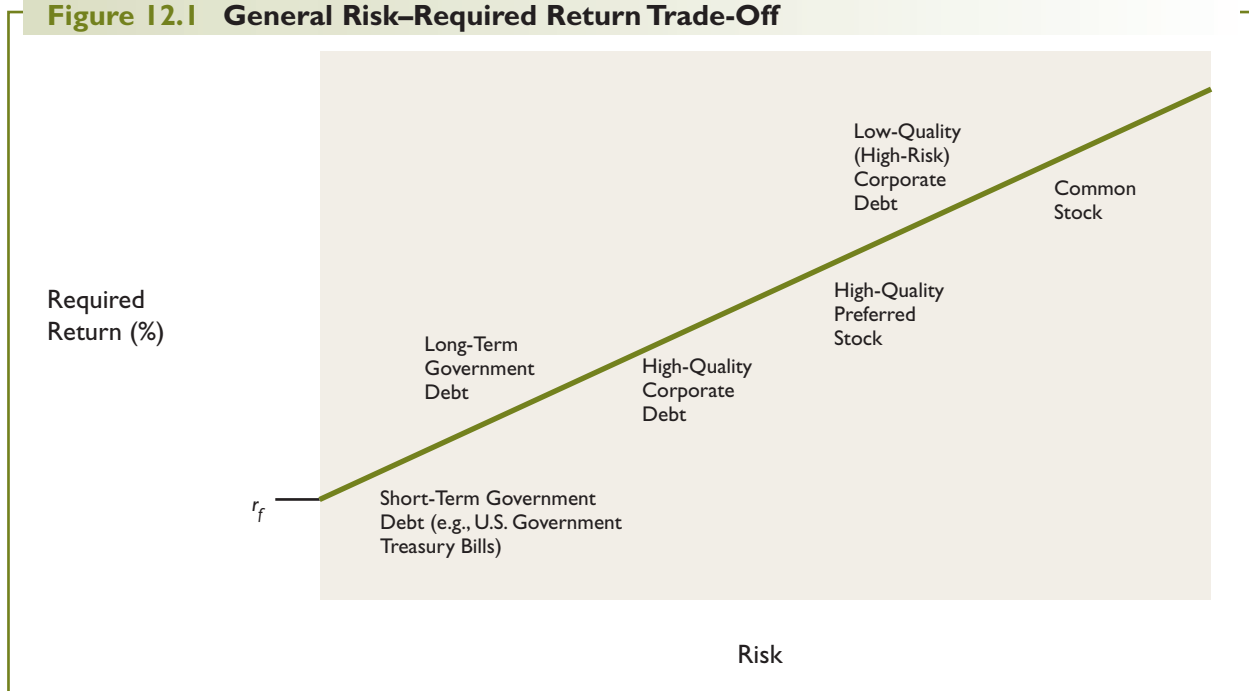 Figure 12.1 General Risk–Required Return Trade-Off
Low-Quality
(High-Risk)
Corporate
Debt
Common
Stock
Required
Return (%)
High-Quality
Preferred
Stock
Long-Term
Government
Debt
High-Quality
Corporate
Debt
rf
Short-Term Government
Debt (e.g., U.S. Government
Treasury Bills)
Risk